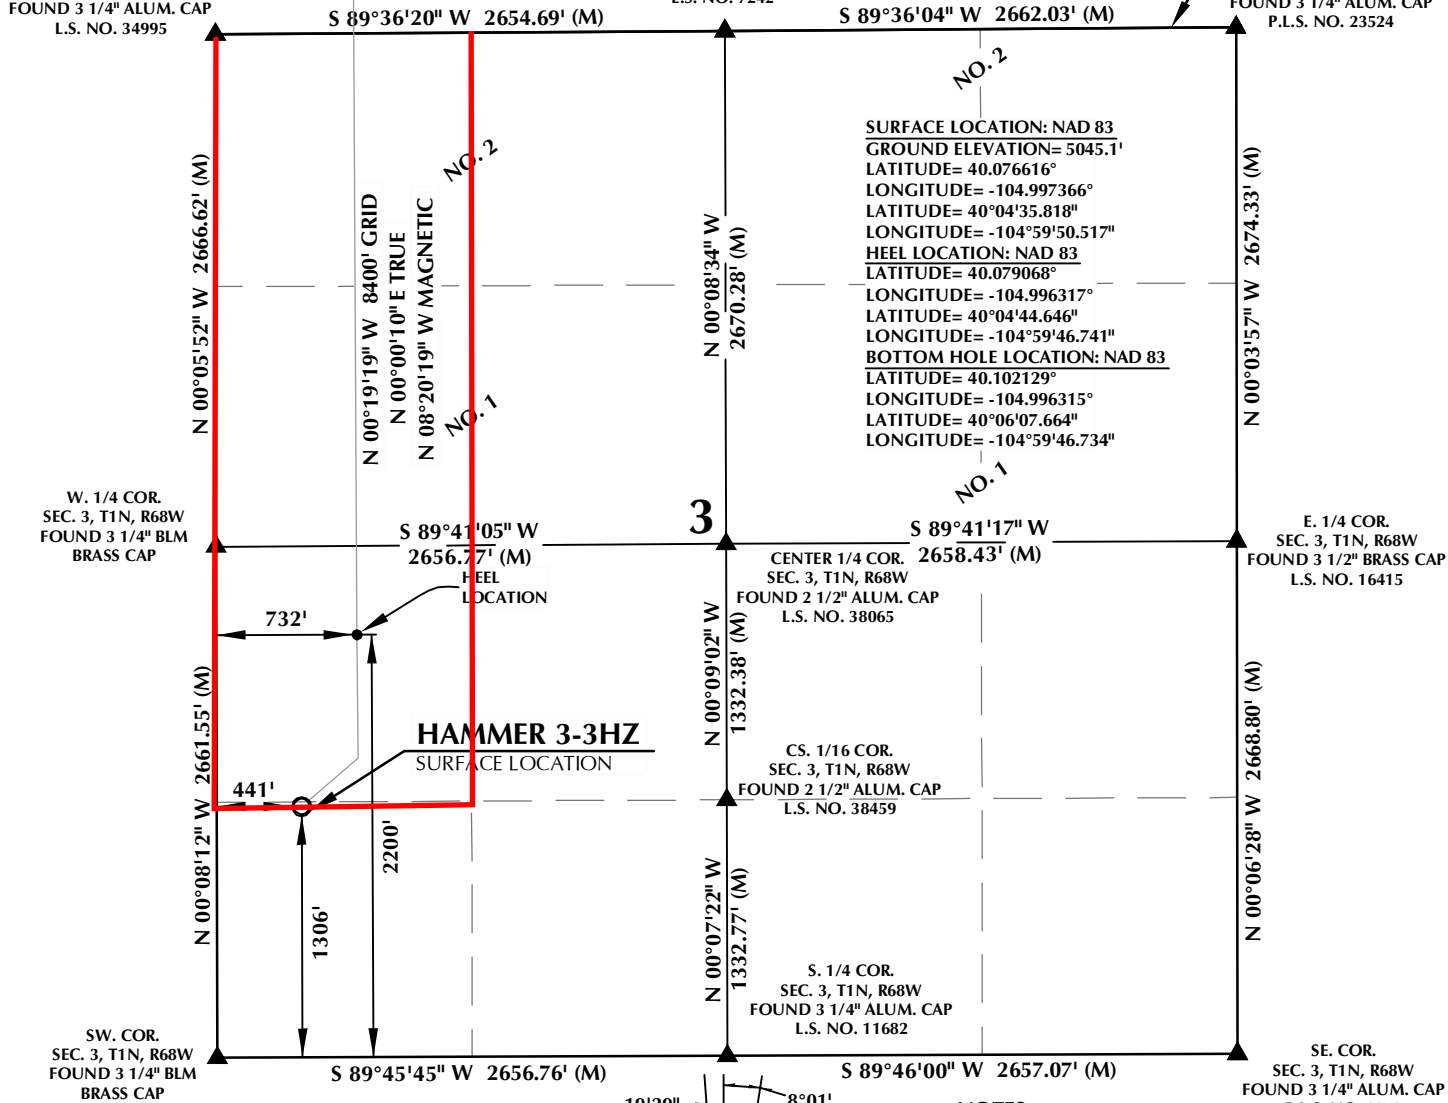 FOUND 3 1/4" ALUM. CAP
L.S. NO. 34995
S 89°36'20" W 2654.69' (M)
L.S. NO. 7242
S 89°36'04" W 2662.03' (M)
FOUND 3 1/4" ALUM. CAP
P.L.S. NO. 23524
NO. 2
NO. 2
SURFACE LOCATION: NAD 83
GROUND ELEVATION= 5045.1'
LATITUDE= 40.076616°
LONGITUDE= -104.997366°
LATITUDE= 40°04'35.818"
LONGITUDE= -104°59'50.517"
HEEL LOCATION: NAD 83
LATITUDE= 40.079068°
LONGITUDE= -104.996317°
LATITUDE= 40°04'44.646"
LONGITUDE= -104°59'46.741"
BOTTOM HOLE LOCATION: NAD 83
LATITUDE= 40.102129°
LONGITUDE= -104.996315°
LATITUDE= 40°06'07.664"
LONGITUDE= -104°59'46.734"
N 00°05'52" W 2666.62' (M)
N 00°19'19" W 8400' GRID
N 00°00'10" E TRUE
N 08°20'19" W MAGNETIC
N 00°08'34" W
2670.28' (M)
N 00°03'57" W 2674.33' (M)
NO. 1
NO. 1
W. 1/4 COR.
SEC. 3, T1N, R68W
FOUND 3 1/4" BLM
BRASS CAP
S 89°41'05" W
2656.77' (M)
3
S 89°41'17" W
2658.43' (M)
E. 1/4 COR.
SEC. 3, T1N, R68W
FOUND 3 1/2" BRASS CAP
L.S. NO. 16415
CENTER 1/4 COR.
SEC. 3, T1N, R68W
FOUND 2 1/2" ALUM. CAP
L.S. NO. 38065
HEEL
LOCATION
732'
N 00°08'12" W 2661.55' (M)
N 00°09'02" W
1332.38' (M)
N 00°06'28" W 2668.80' (M)
HAMMER 3-3HZ
SURFACE LOCATION
441'
CS. 1/16 COR.
SEC. 3, T1N, R68W
FOUND 2 1/2" ALUM. CAP
L.S. NO. 38459
2200'
1306'
N 00°07'22" W
1332.77' (M)
S. 1/4 COR.
SEC. 3, T1N, R68W
FOUND 3 1/4" ALUM. CAP
L.S. NO. 11682
SW. COR.
SEC. 3, T1N, R68W
FOUND 3 1/4" BLM
BRASS CAP
S 89°45'45" W 2656.76' (M)
S 89°46'00" W 2657.07' (M)
SE. COR.
SEC. 3, T1N, R68W
FOUND 3 1/4" ALUM. CAP
8°01'